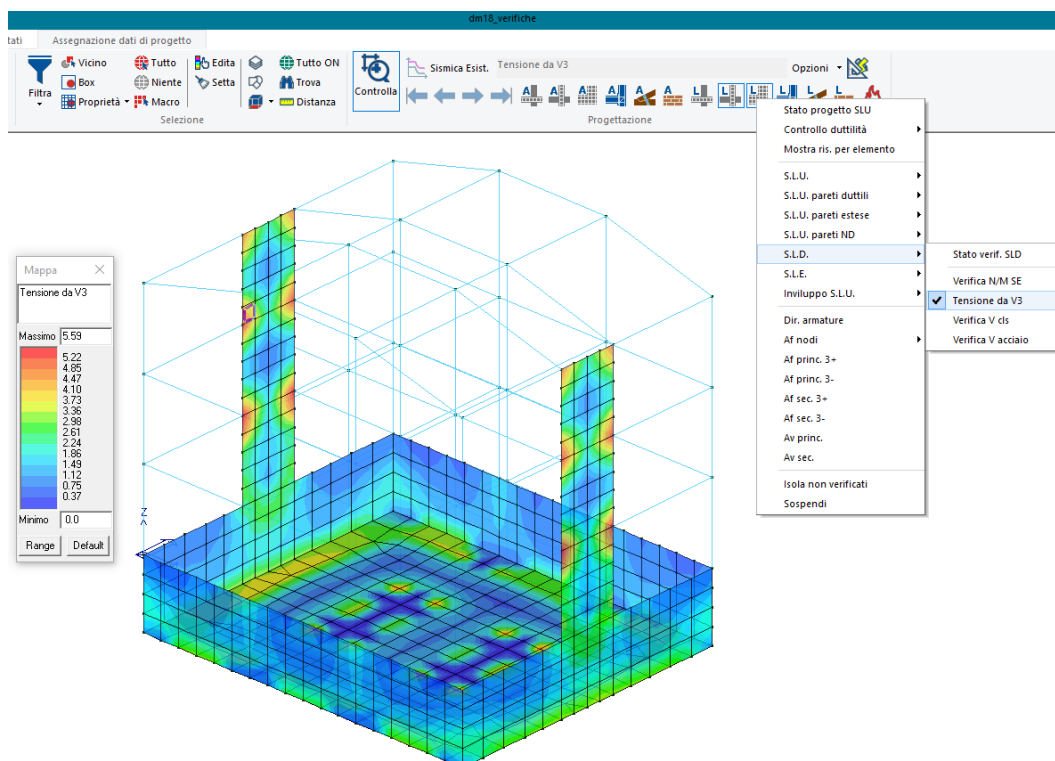 dm18_verifiche
tati Assegnazione dati di progetto
Vicino Tutto Edita Tutto ON
Box Niente Setta Trova
Filtra Proprietà Macro Distanza
Selezione
Controlla Sismica Esist. Tensione da V3 Opzioni
A A A A A A L L L L L L
Progettazione
Stato progetto SLU
Controllo duttilità
Mostra ris. per elemento
S.L.U.
S.L.U. pareti duttili
S.L.U. pareti estese
S.L.U. pareti ND
S.L.D.
S.L.E.
Inviluppo S.L.U.
Dir. armature
Af nodi
Af princ. 3+
Af princ. 3-
Af sec. 3+
Af sec. 3-
Av princ.
Av sec.
Isola non verificati
Sospendi
Stato verif. SLD
Verifica N/M SE
Tensione da V3
Verifica V cls
Verifica V acciaio
Mappa
Tensione da V3
Massimo 5.59
5.22
4.85
4.47
4.10
3.73
3.36
2.98
2.61
2.24
1.86
1.49
1.12
0.75
0.37
Minimo 0.0
Range Default
Z